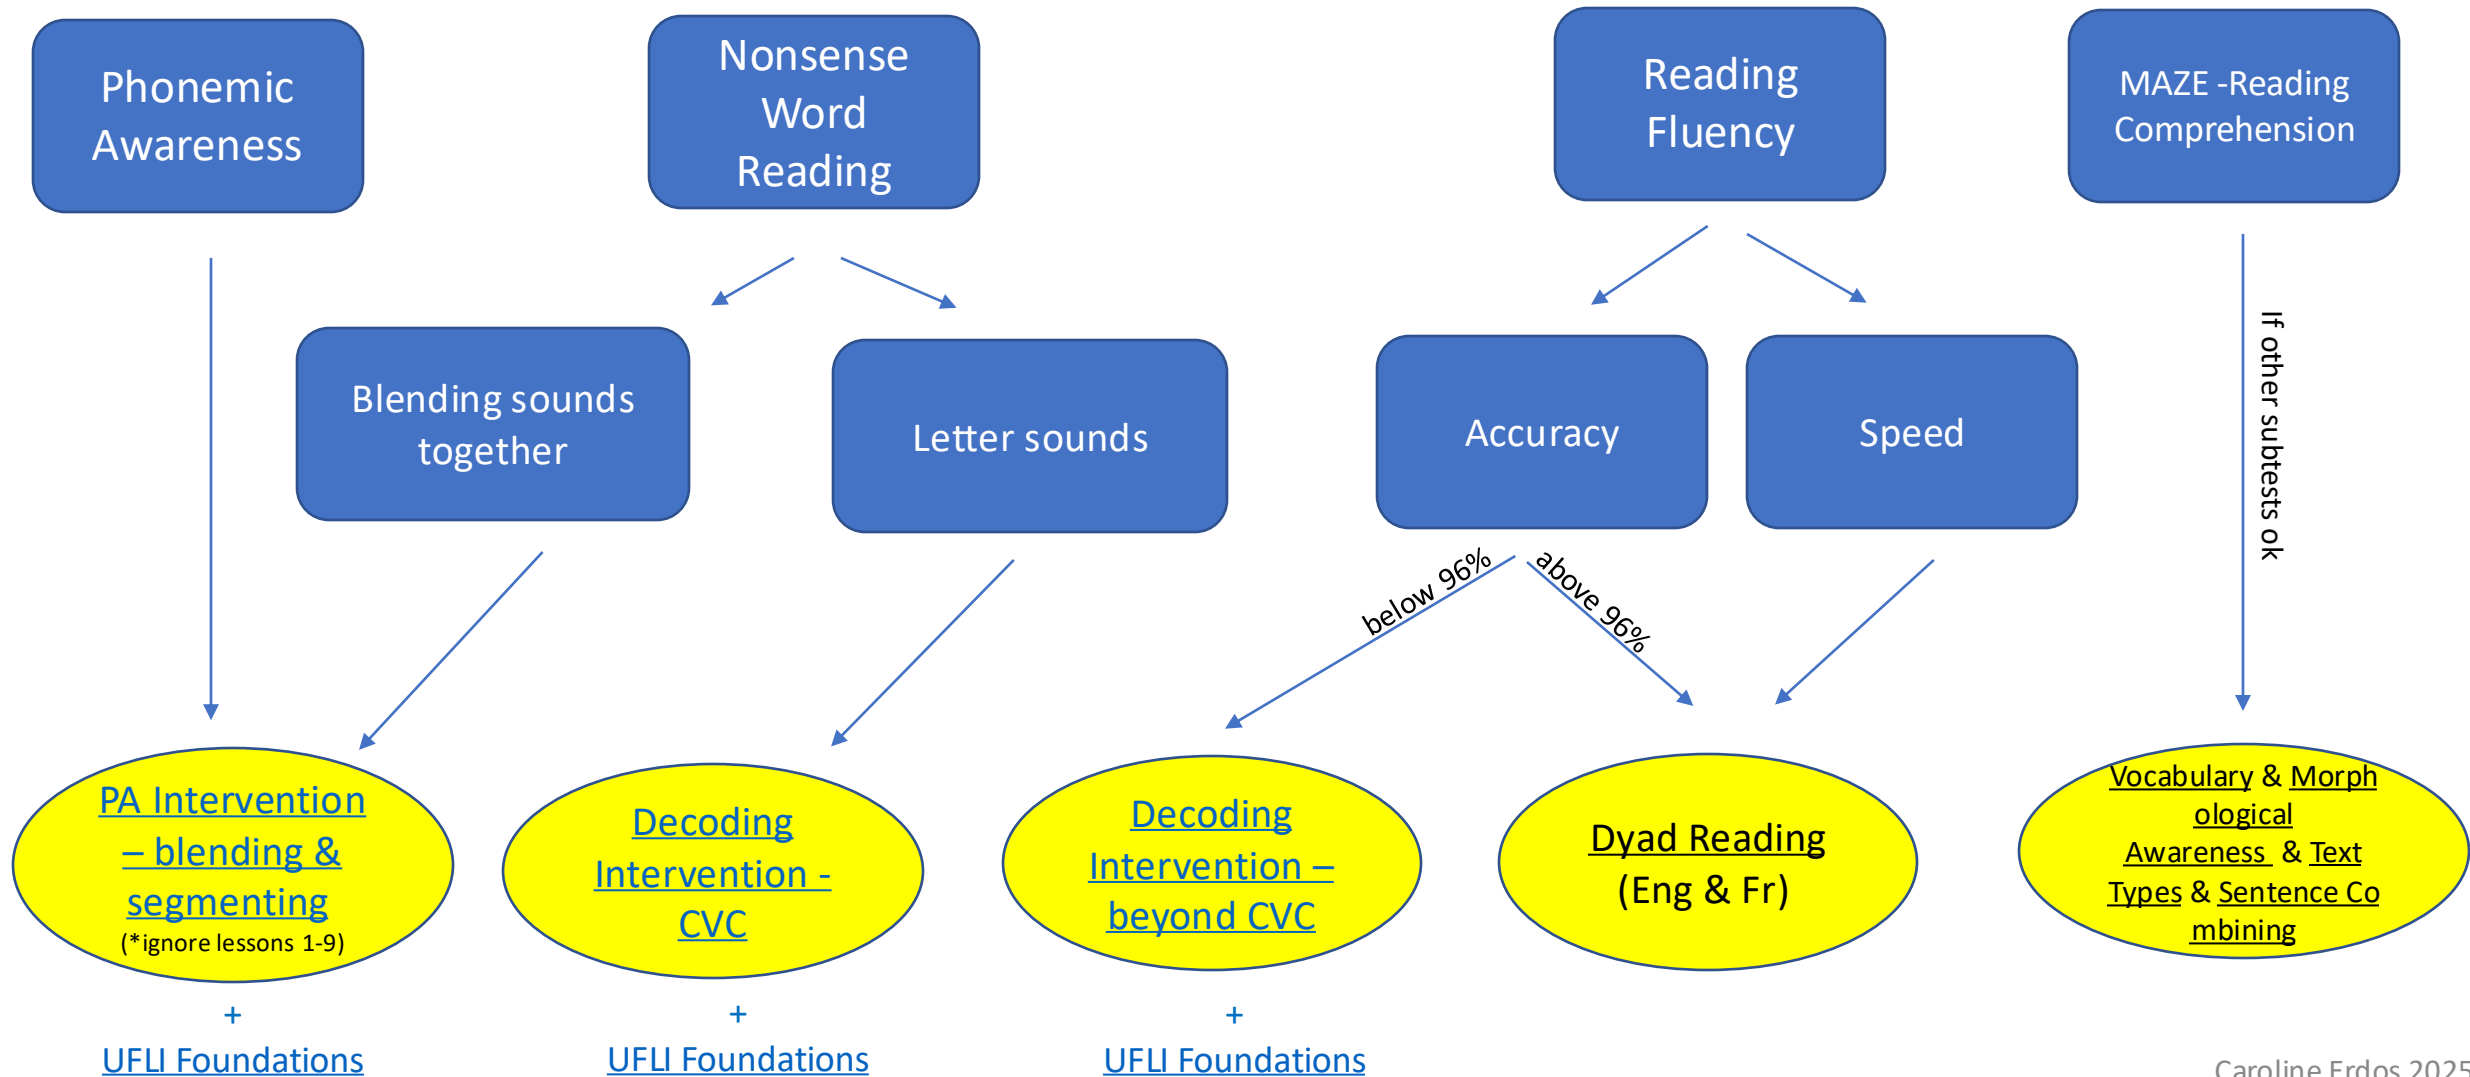 Phonemic
Awareness
Nonsense
Word
Reading
Reading
Fluency
MAZE -Reading
Comprehension
Blending sounds
together
Letter sounds
Accuracy
Speed
If other subtests ok
below 96%
above 96%
PA Intervention
– blending &
segmenting
(*ignore lessons 1-9)
Decoding
Intervention -
CVC
Decoding
Intervention –
beyond CVC
Dyad Reading
(Eng & Fr)
Vocabulary & Morph
ological
Awareness & Text
Types & Sentence Co
mbining
+
UFLI Foundations
+
UFLI Foundations
+
UFLI Foundations
Caroline Erdos 2025